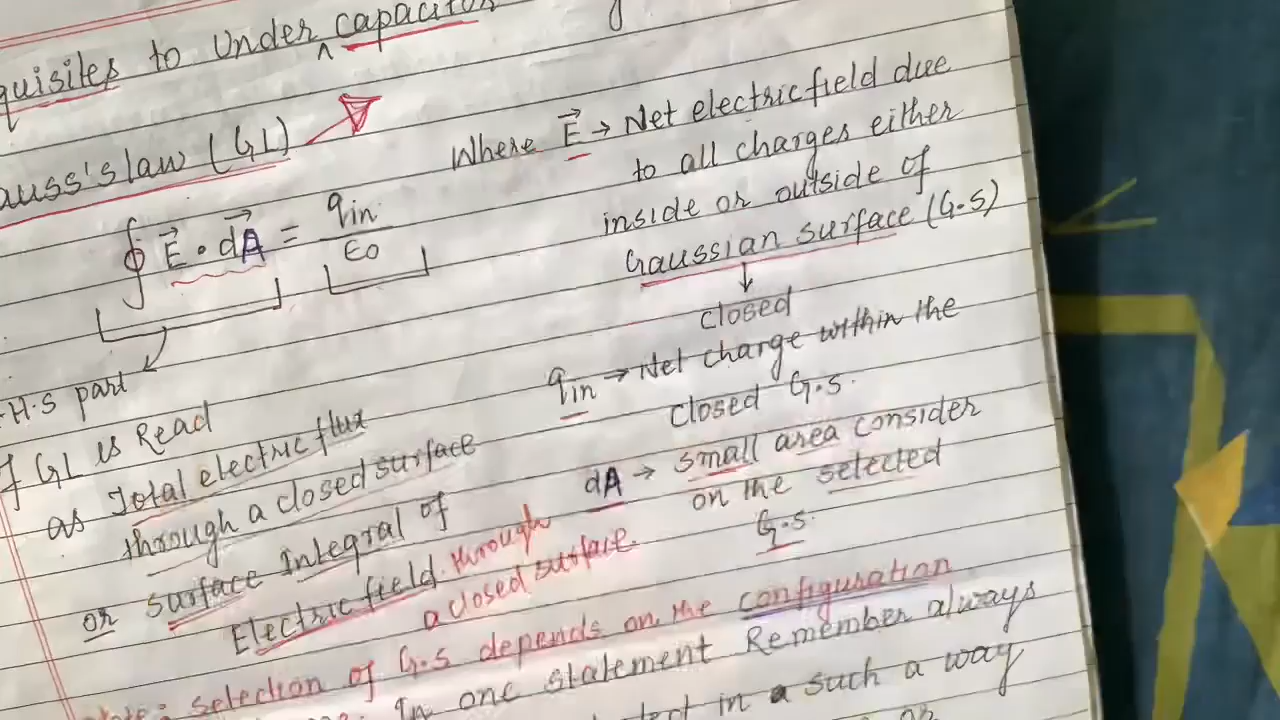 quisites to under capacitor
auss's law (GL)
∮ E⃗ • dA⃗ = qin / ε0
Where E⃗ → Net electric field due
to all charges either
inside or outside of
Gaussian surface (G.S)
↓
closed
qin → Net charge within the
closed G.S.
dA → small area consider
on the selected
G.S.
.H.S part
f GL is Read
as Total electric flux
through a closed surface
or surface Integral of
Electric field through
a closed surface.
: selection of G.S depends on the configuration
In one statement Remember always
in a such a way
or